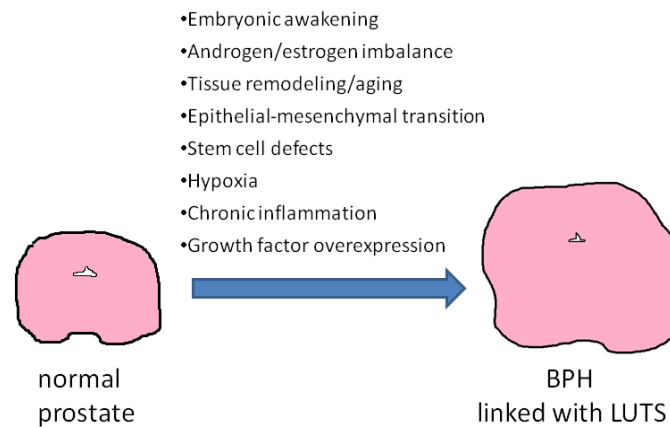 •Embryonic awakening
•Androgen/estrogen imbalance
•Tissue remodeling/aging
•Epithelial-mesenchymal transition
•Stem cell defects
•Hypoxia
•Chronic inflammation
•Growth factor overexpression
normal
prostate
BPH
linked with LUTS